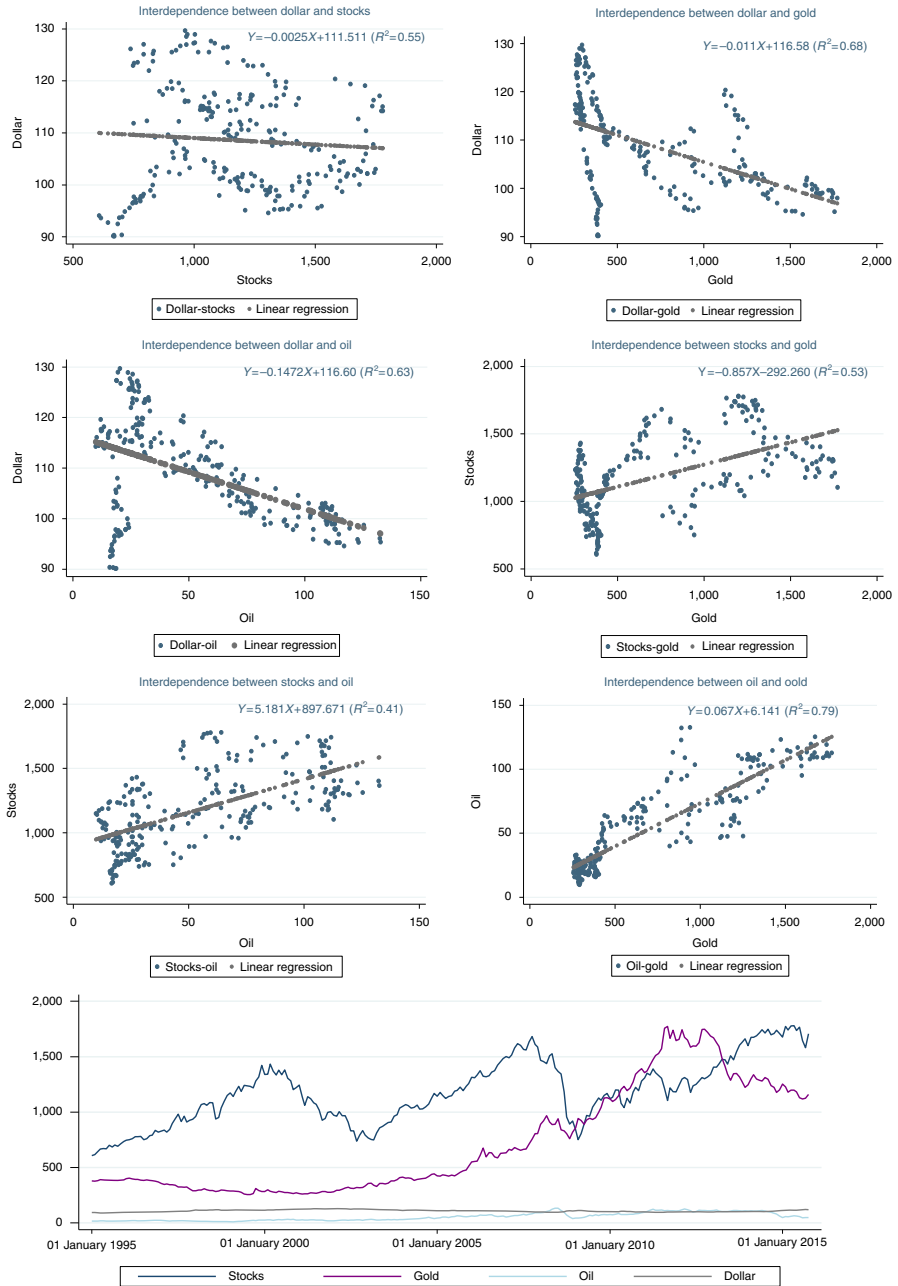 Interdependence between dollar and stocks
Y=−0.0025X+111.511 (R²=0.55)
130
120
110
100
90
Dollar
500 1,000 1,500 2,000
Stocks
Dollar-stocks Linear regression
Interdependence between dollar and gold
Y=−0.011X+116.58 (R²=0.68)
130
120
110
100
90
Dollar
0 500 1,000 1,500 2,000
Gold
Dollar-gold Linear regression
Interdependence between dollar and oil
Y=−0.1472X+116.60 (R²=0.63)
130
120
110
100
90
Dollar
0 50 100 150
Oil
Dollar-oil Linear regression
Interdependence between stocks and gold
Y=−0.857X−292.260 (R²=0.53)
2,000
1,500
1,000
500
Stocks
0 500 1,000 1,500 2,000
Gold
Stocks-gold Linear regression
Interdependence between stocks and oil
Y=5.181X+897.671 (R²=0.41)
2,000
1,500
1,000
500
Stocks
0 50 100 150
Oil
Stocks-oil Linear regression
Interdependence between oil and oold
Y=0.067X+6.141 (R²=0.79)
150
100
50
0
Oil
0 500 1,000 1,500 2,000
Gold
Oil-gold Linear regression
2,000
1,500
1,000
500
0
01 January 1995 01 January 2000 01 January 2005 01 January 2010 01 January 2015
Stocks Gold Oil Dollar